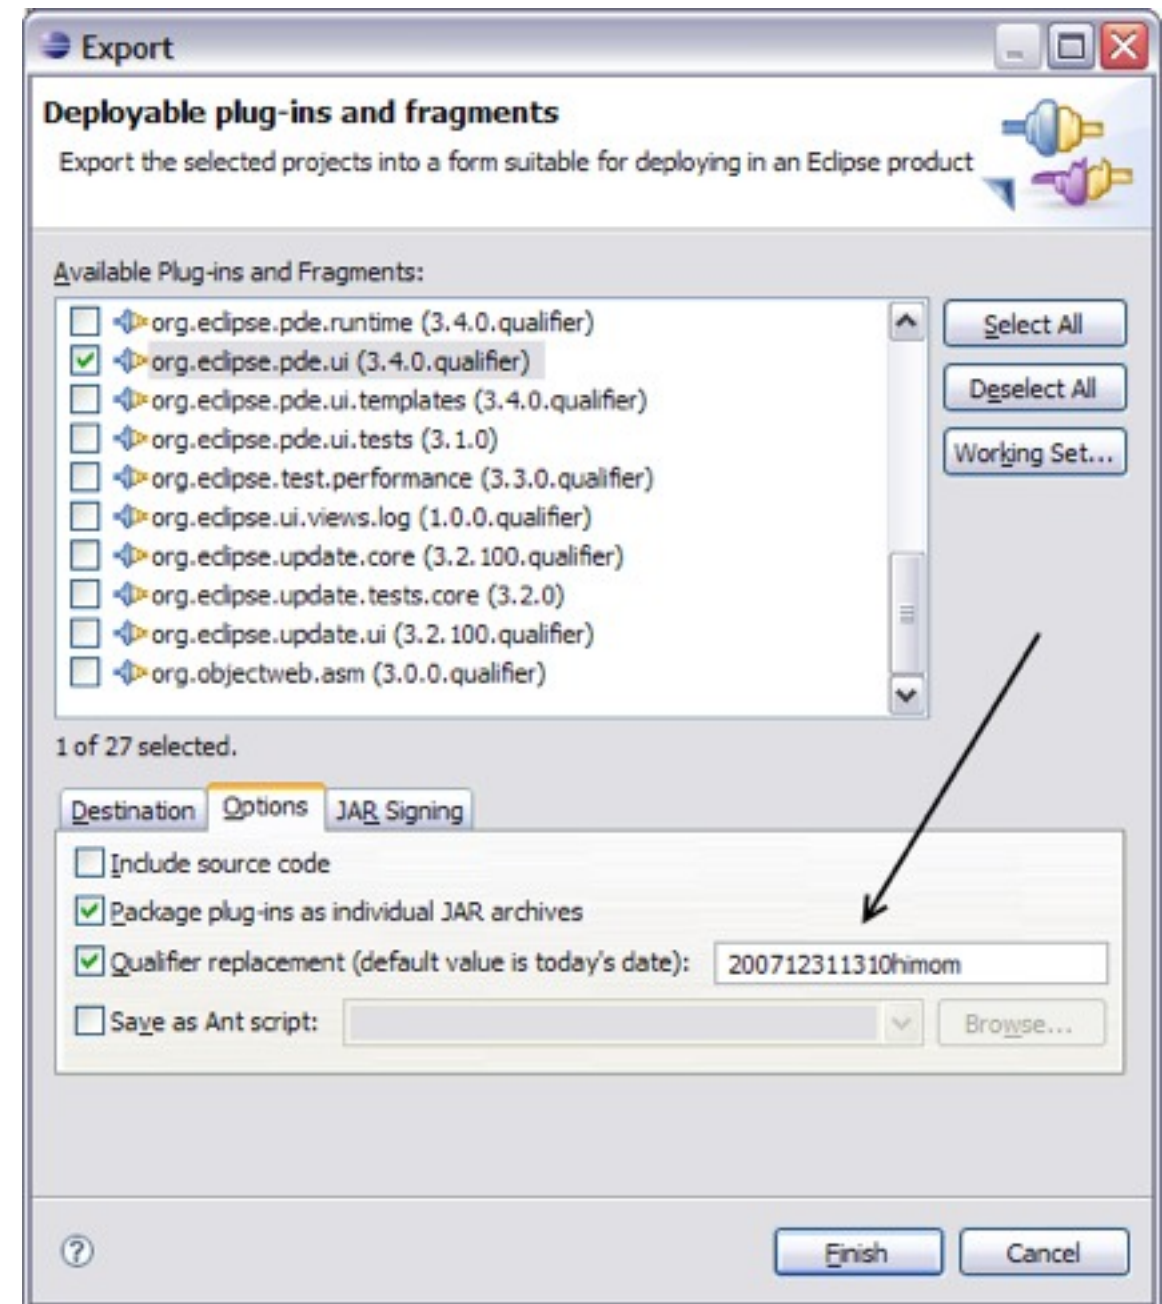 Export
Deployable plug-ins and fragments
Export the selected projects into a form suitable for deploying in an Eclipse product
Available Plug-ins and Fragments:
org.eclipse.pde.runtime (3.4.0.qualifier)
org.eclipse.pde.ui (3.4.0.qualifier)
org.eclipse.pde.ui.templates (3.4.0.qualifier)
org.eclipse.pde.ui.tests (3.1.0)
org.eclipse.test.performance (3.3.0.qualifier)
org.eclipse.ui.views.log (1.0.0.qualifier)
org.eclipse.update.core (3.2.100.qualifier)
org.eclipse.update.tests.core (3.2.0)
org.eclipse.update.ui (3.2.100.qualifier)
org.objectweb.asm (3.0.0.qualifier)
Select All
Deselect All
Working Set...
1 of 27 selected.
Destination Options JAR Signing
Include source code
Package plug-ins as individual JAR archives
Qualifier replacement (default value is today's date): 200712311310himom
Save as Ant script: Browse...
? Finish Cancel